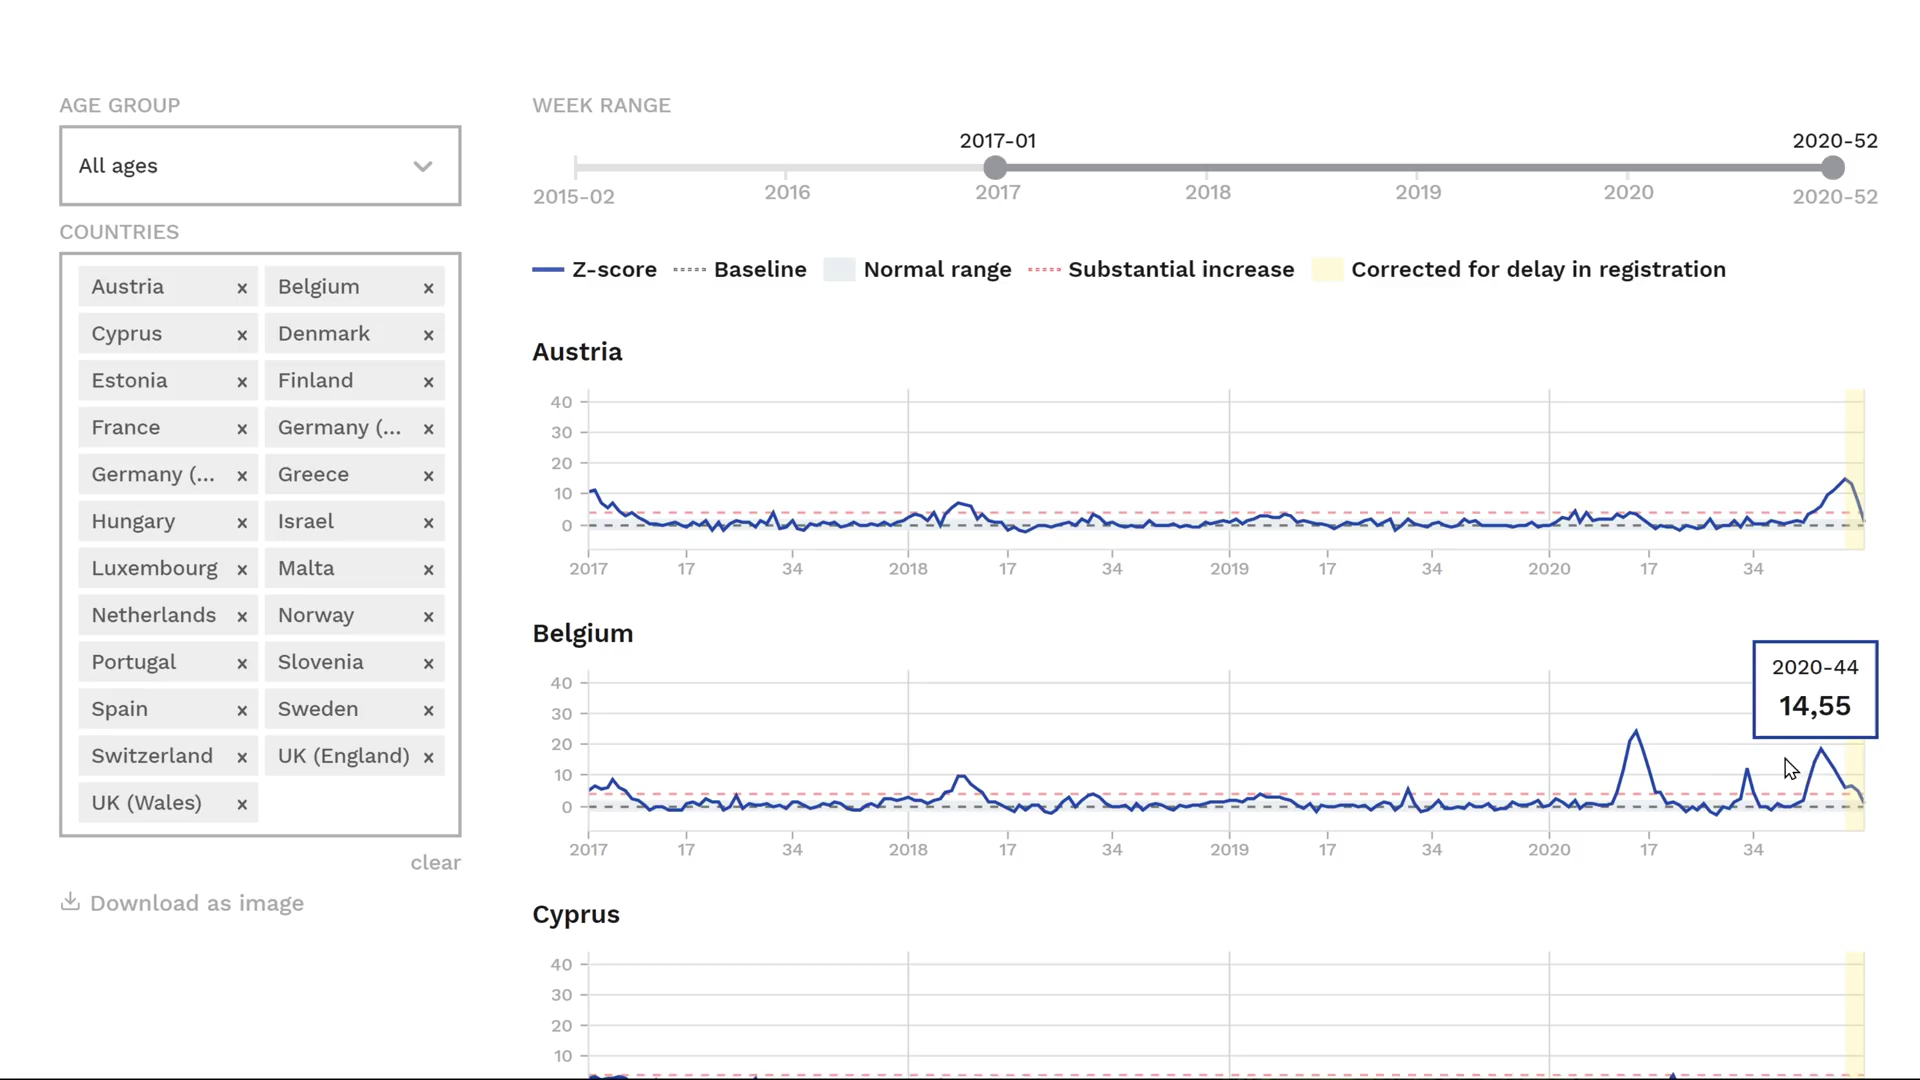 AGE GROUP
All ages
COUNTRIES
Austria x Belgium x
Cyprus x Denmark x
Estonia x Finland x
France x Germany (... x
Germany (... x Greece x
Hungary x Israel x
Luxembourg x Malta x
Netherlands x Norway x
Portugal x Slovenia x
Spain x Sweden x
Switzerland x UK (England) x
UK (Wales) x
clear
Download as image
WEEK RANGE
2017-01 2020-52
2015-02 2016 2017 2018 2019 2020 2020-52
Z-score Baseline Normal range Substantial increase Corrected for delay in registration
Austria
40
30
20
10
0
2017 17 34 2018 17 34 2019 17 34 2020 17 34
Belgium
2020-44
14,55
40
30
20
10
0
2017 17 34 2018 17 34 2019 17 34 2020 17 34
Cyprus
40
30
20
10